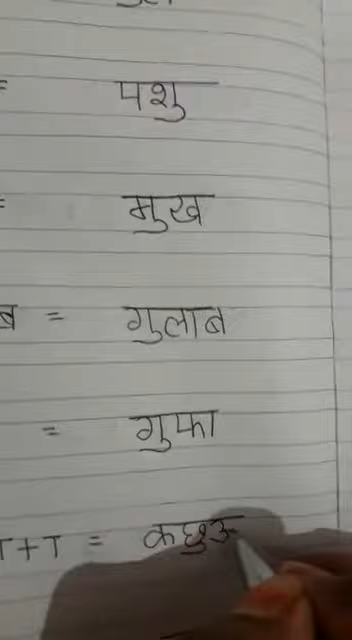 = पशु
= मुख
ब = गुलाब
= गुफा
ा+ा = कछुअ